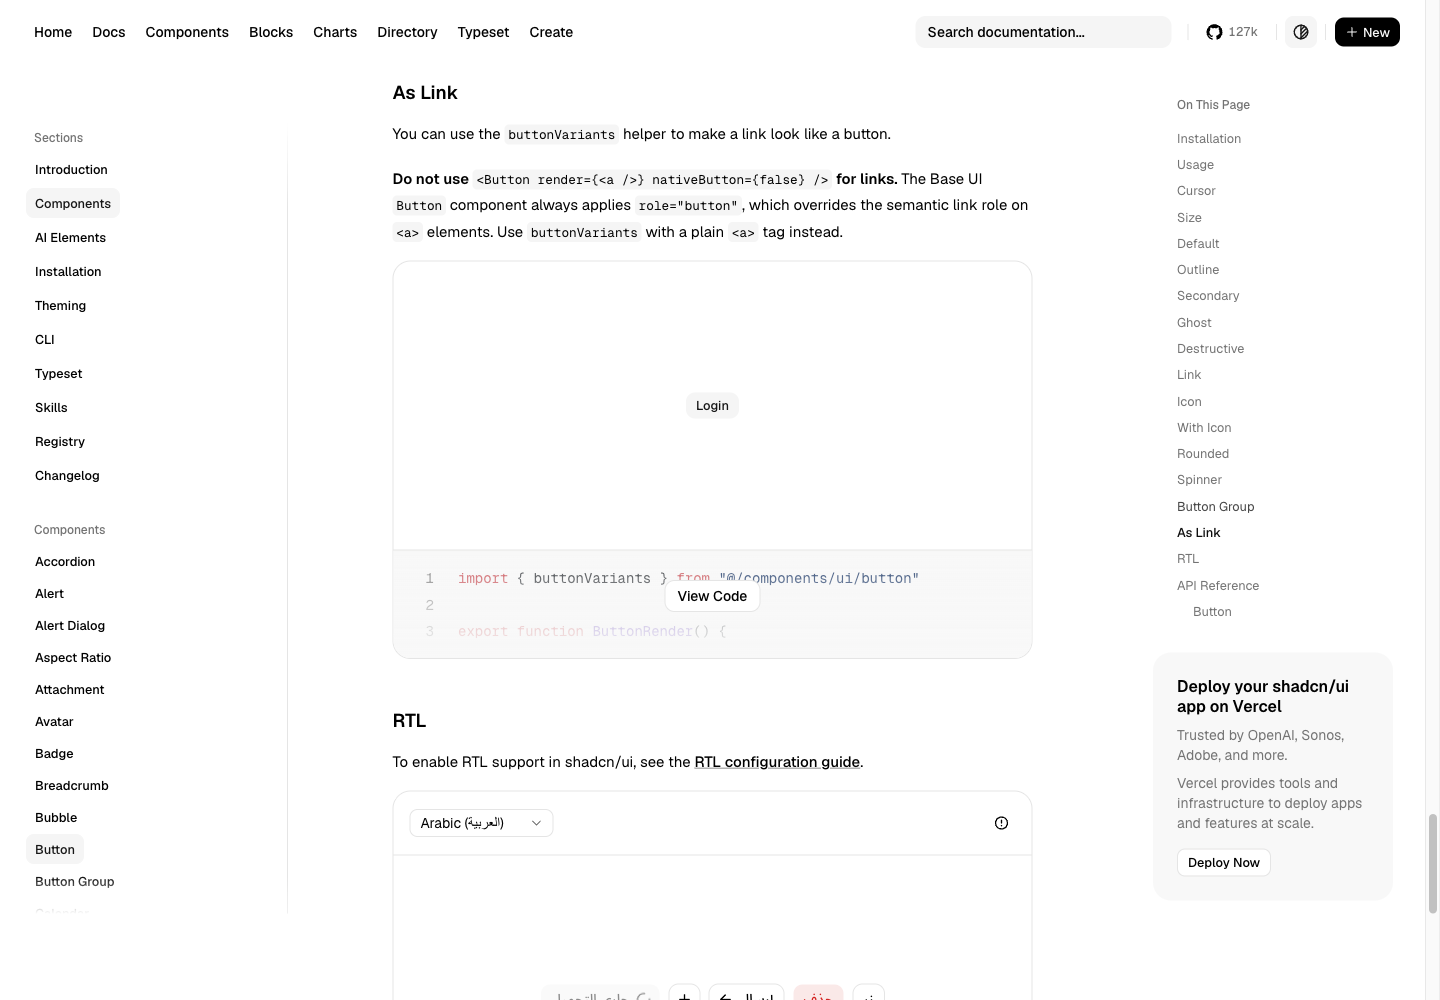 Home Docs Components Blocks Charts Directory Typeset Create
Search documentation...
127k
New
Sections
Introduction
Components
AI Elements
Installation
Theming
CLI
Typeset
Skills
Registry
Changelog
Components
Accordion
Alert
Alert Dialog
Aspect Ratio
Attachment
Avatar
Badge
Breadcrumb
Bubble
Button
Button Group
As Link
You can use the buttonVariants helper to make a link look like a button.
Do not use <Button render={<a />} nativeButton={false} /> for links. The Base UI
Button component always applies role="button", which overrides the semantic link role on
<a> elements. Use buttonVariants with a plain <a> tag instead.
Login
1 import { buttonVariants } from "@/components/ui/button"
2
View Code
3 export function ButtonRender() {
RTL
To enable RTL support in shadcn/ui, see the RTL configuration guide.
Arabic (العربية)
On This Page
Installation
Usage
Cursor
Size
Default
Outline
Secondary
Ghost
Destructive
Link
Icon
With Icon
Rounded
Spinner
Button Group
As Link
RTL
API Reference
Button
Deploy your shadcn/ui
app on Vercel
Trusted by OpenAI, Sonos,
Adobe, and more.
Vercel provides tools and
infrastructure to deploy apps
and features at scale.
Deploy Now